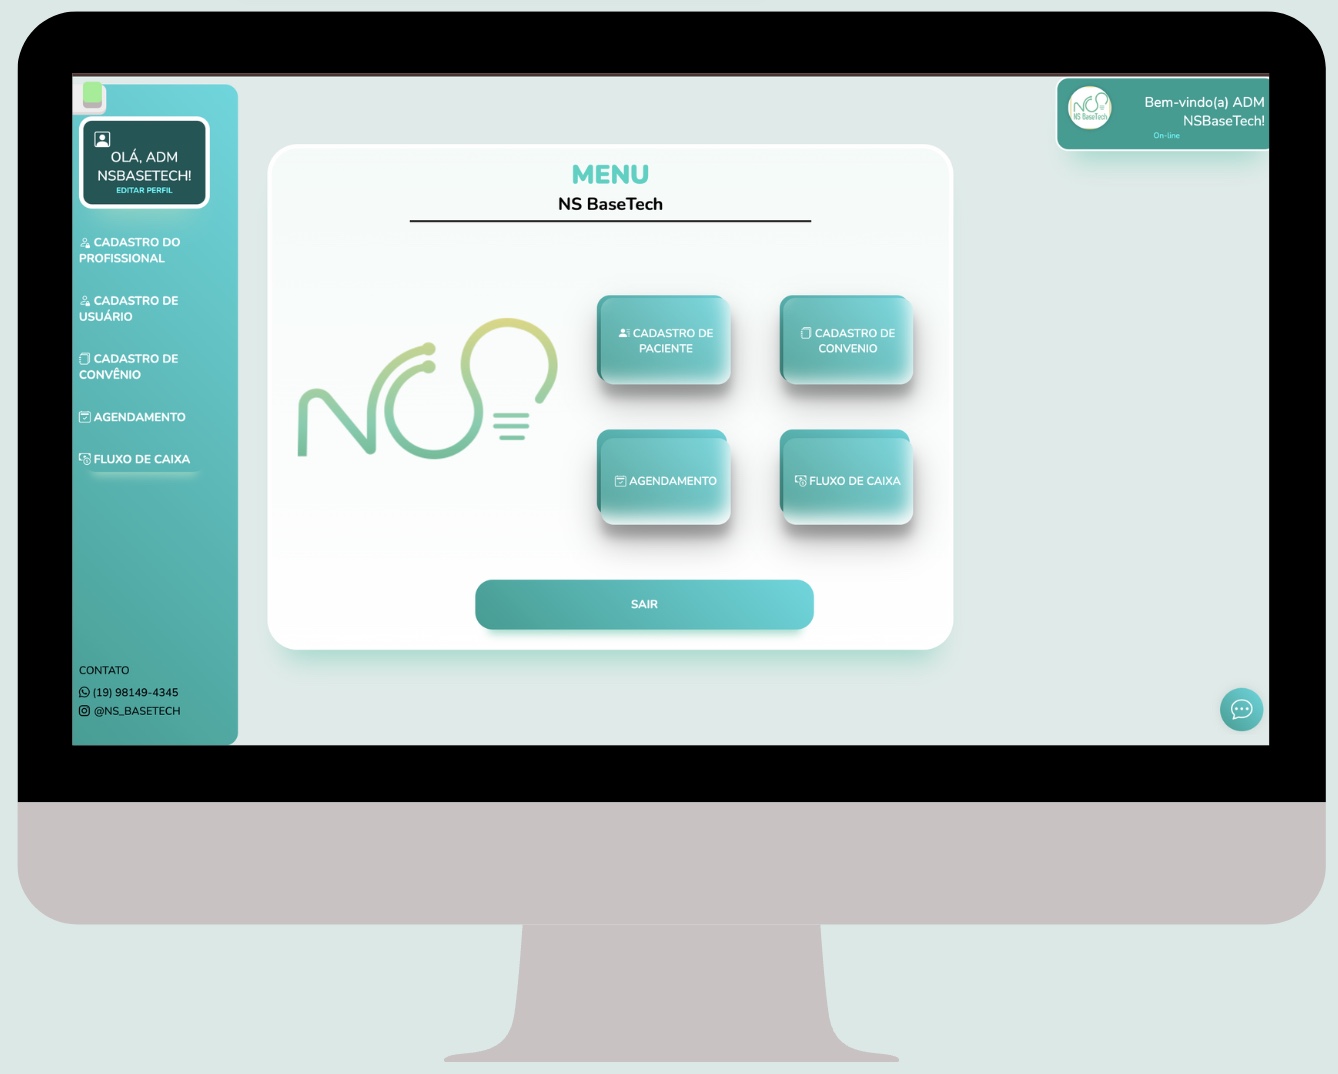 OLÁ, ADM
NSBASETECH!
EDITAR PERFIL
CADASTRO DO
PROFISSIONAL
CADASTRO DE
USUÁRIO
CADASTRO DE
CONVÊNIO
AGENDAMENTO
FLUXO DE CAIXA
CONTATO
(19) 98149-4345
@NS_BASETECH
MENU
NS BaseTech
NCS
CADASTRO DE
PACIENTE
CADASTRO DE
CONVENIO
AGENDAMENTO
FLUXO DE CAIXA
SAIR
NCS
NS BaseTech
Bem-vindo(a) ADM
NSBaseTech!
On-line